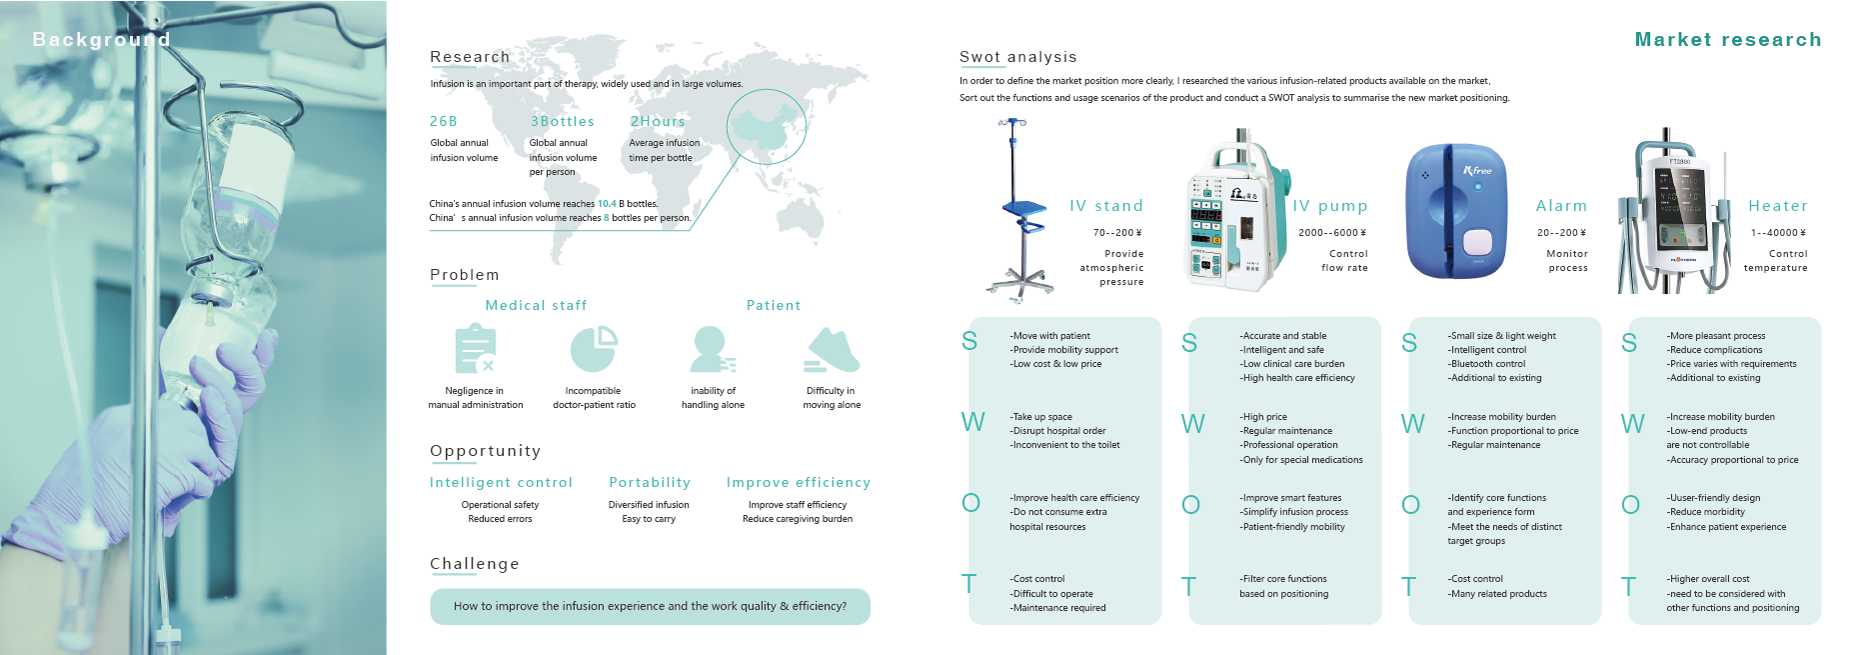 Background
Research
Infusion is an important part of therapy, widely used and in large volumes.
26B
Global annual
infusion volume
3Bottles
Global annual
infusion volume
per person
2Hours
Average infusion
time per bottle
China's annual infusion volume reaches 10.4 B bottles.
China's annual infusion volume reaches 8 bottles per person.
Problem
Medical staff
Patient
Negligence in
manual administration
Incompatible
doctor-patient ratio
inability of
handling alone
Difficulty in
moving alone
Opportunity
Intelligent control
Operational safety
Reduced errors
Portability
Diversified infusion
Easy to carry
Improve efficiency
Improve staff efficiency
Reduce caregiving burden
Challenge
How to improve the infusion experience and the work quality & efficiency?
Market research
Swot analysis
In order to define the market position more clearly, I researched the various infusion-related products available on the market,
Sort out the functions and usage scenarios of the product and conduct a SWOT analysis to summarise the new market positioning.
IV stand
70--200¥
Provide
atmospheric
pressure
IV pump
2000--6000¥
Control
flow rate
free
Alarm
20--200¥
Monitor
process
FT2800
Heater
1--40000¥
Control
temperature
S
-Move with patient
-Provide mobility support
-Low cost & low price
W
-Take up space
-Disrupt hospital order
-Inconvenient to the toilet
O
-Improve health care efficiency
-Do not consume extra
hospital resources
T
-Cost control
-Difficult to operate
-Maintenance required
S
-Accurate and stable
-Intelligent and safe
-Low clinical care burden
-High health care efficiency
W
-High price
-Regular maintenance
-Professional operation
-Only for special medications
O
-Improve smart features
-Simplify infusion process
-Patient-friendly mobility
T
-Filter core functions
based on positioning
S
-Small size & light weight
-Intelligent control
-Bluetooth control
-Additional to existing
W
-Increase mobility burden
-Function proportional to price
-Regular maintenance
O
-Identify core functions
and experience form
-Meet the needs of distinct
target groups
T
-Cost control
-Many related products
S
-More pleasant process
-Reduce complications
-Price varies with requirements
-Additional to existing
W
-Increase mobility burden
-Low-end products
are not controllable
-Accuracy proportional to price
O
-Uuser-friendly design
-Reduce morbidity
-Enhance patient experience
T
-Higher overall cost
-need to be considered with
other functions and positioning